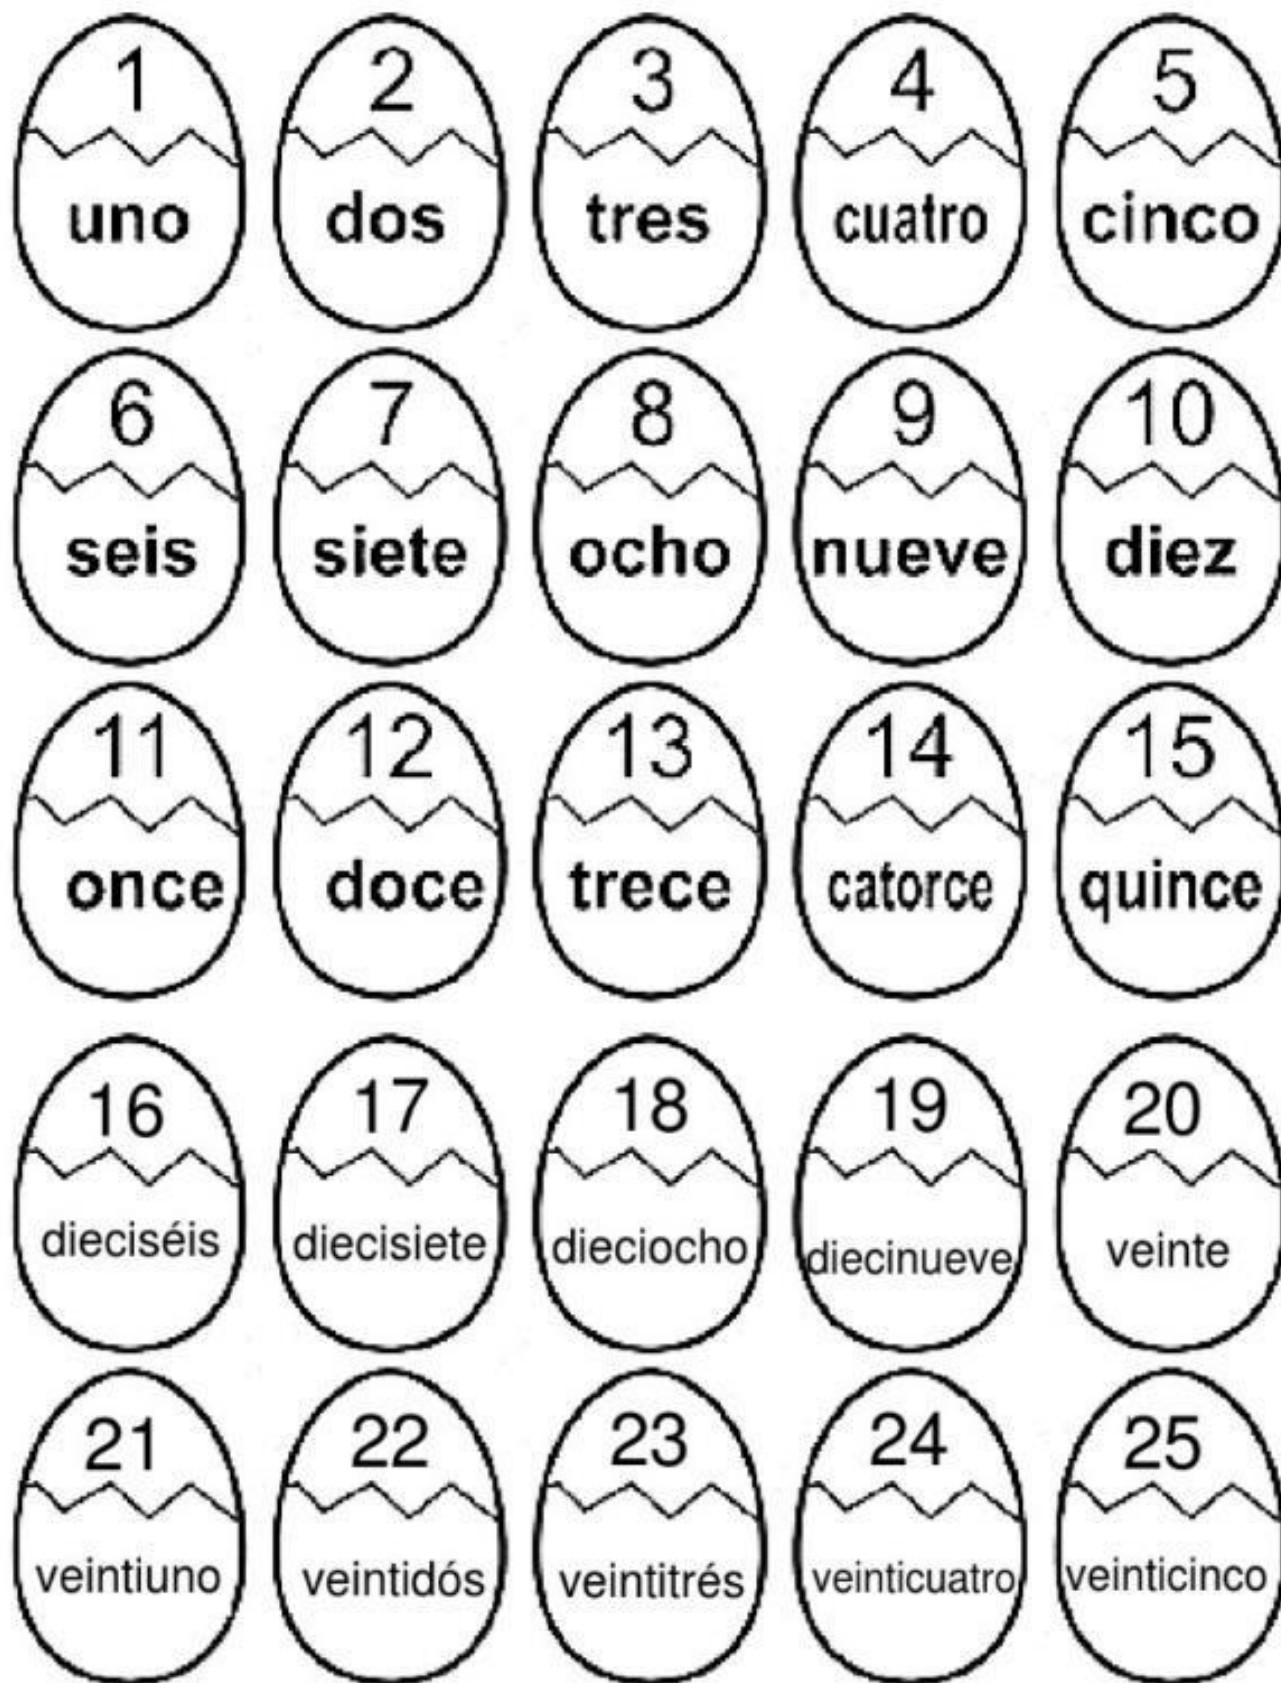 1 2 3 4 5
uno dos tres cuatro cinco
6 7 8 9 10
seis siete ocho nueve diez
11 12 13 14 15
once doce trece catorce quince
16 17 18 19 20
dieciséis diecisiete dieciocho diecinueve veinte
21 22 23 24 25
veintiuno veintidós veintitrés veinticuatro veinticinco